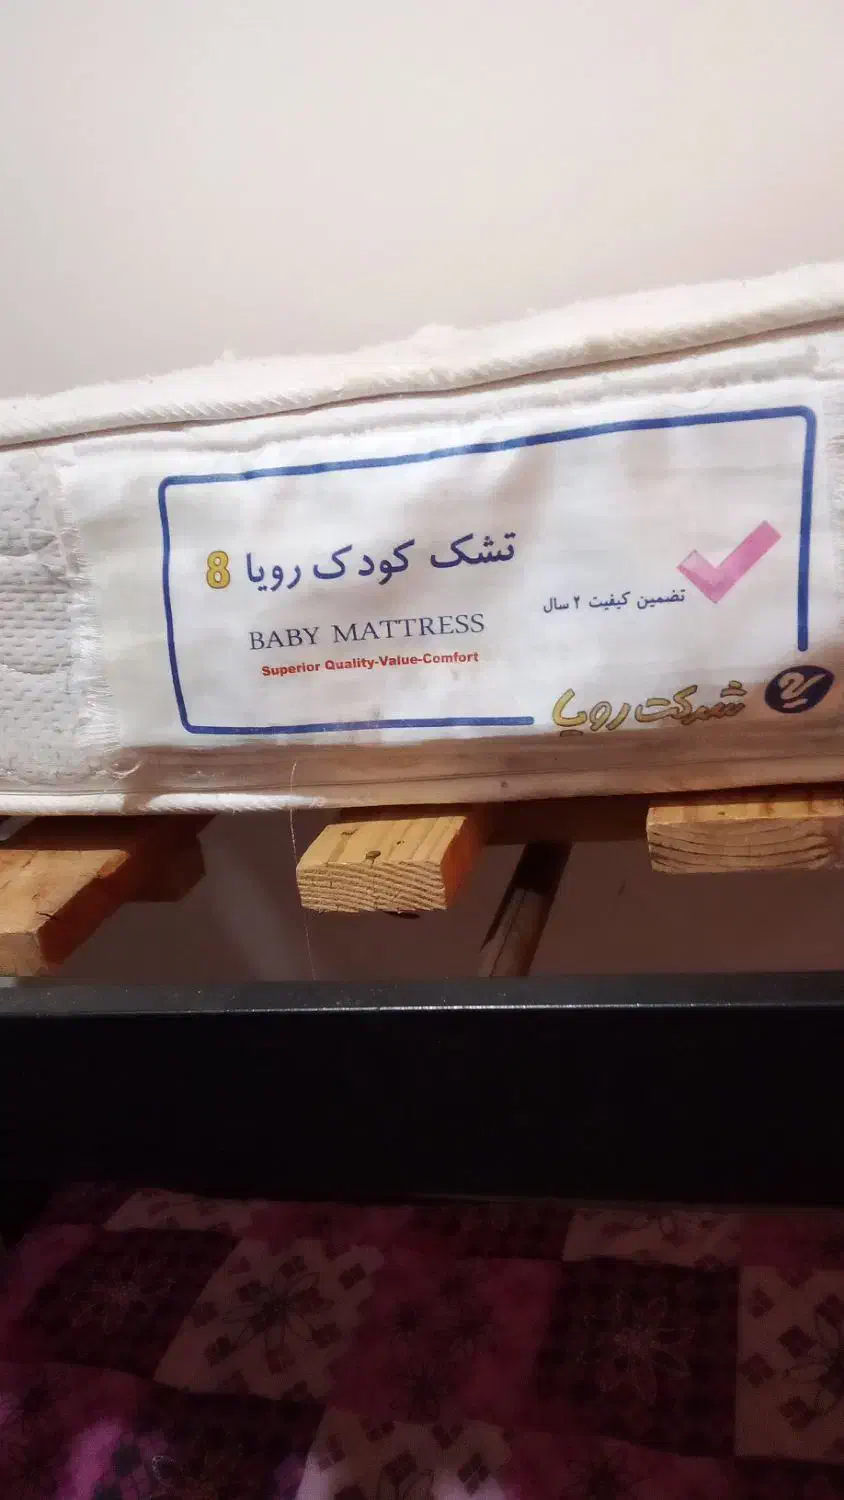 تشک کودک رویا 8
BABY MATTRESS
Superior Quality-Value-Comfort
تضمین کیفیت ۲ سال
شرکت رویا